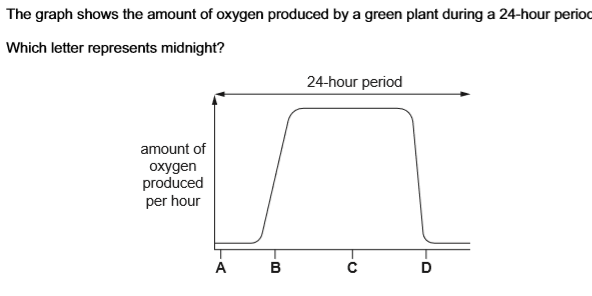 The graph shows the amount of oxygen produced by a green plant during a 24-hour
Which letter represents midnight?
24-hour period
amount of
oxygen
produced
per hour
A B C D